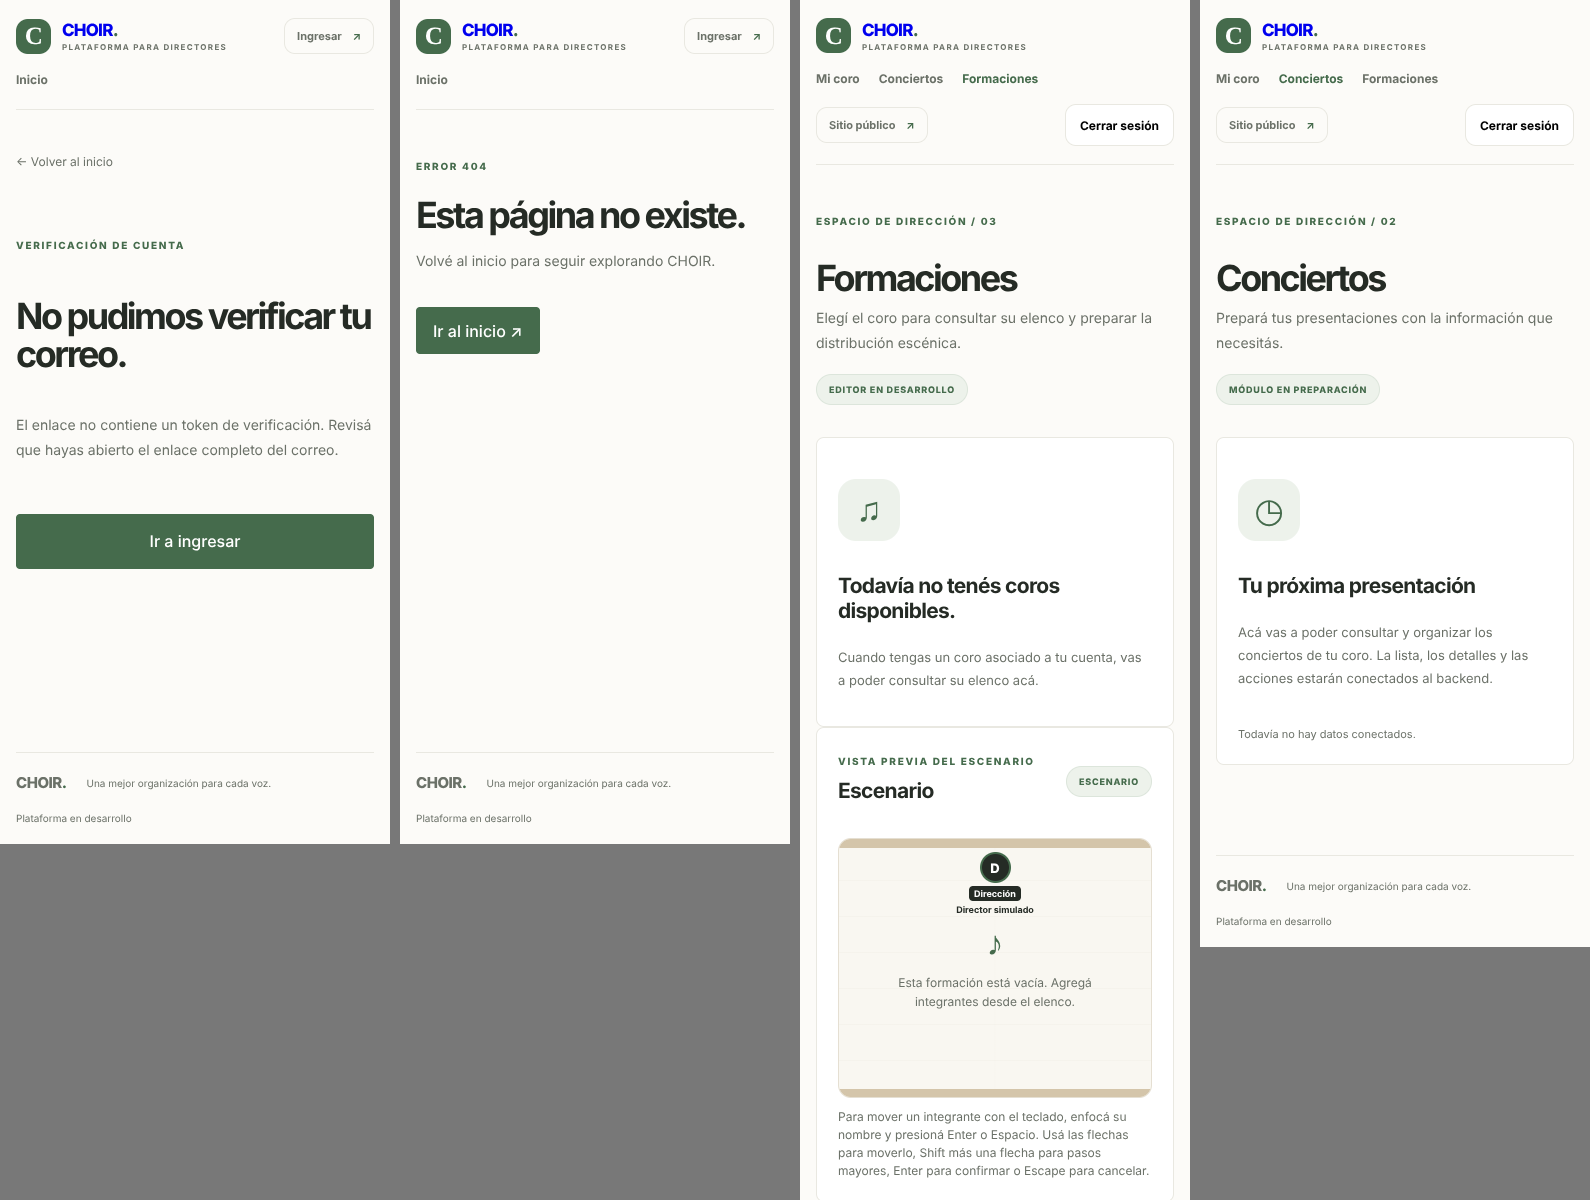 C
CHOIR.
PLATAFORMA PARA DIRECTORES
Ingresar ↗
Inicio
← Volver al inicio
VERIFICACIÓN DE CUENTA
No pudimos verificar tu
correo.
El enlace no contiene un token de verificación. Revisá
que hayas abierto el enlace completo del correo.
Ir a ingresar
CHOIR. Una mejor organización para cada voz.
Plataforma en desarrollo
C
CHOIR.
PLATAFORMA PARA DIRECTORES
Ingresar ↗
Inicio
ERROR 404
Esta página no existe.
Volvé al inicio para seguir explorando CHOIR.
Ir al inicio ↗
CHOIR. Una mejor organización para cada voz.
Plataforma en desarrollo
C
CHOIR.
PLATAFORMA PARA DIRECTORES
Mi coro Conciertos Formaciones
Sitio público ↗ Cerrar sesión
ESPACIO DE DIRECCIÓN / 03
Formaciones
Elegí el coro para consultar su elenco y preparar la
distribución escénica.
EDITOR EN DESARROLLO
Todavía no tenés coros
disponibles.
Cuando tengas un coro asociado a tu cuenta, vas
a poder consultar su elenco acá.
VISTA PREVIA DEL ESCENARIO
Escenario
ESCENARIO
D
Dirección
Director simulado
Esta formación está vacía. Agregá
integrantes desde el elenco.
Para mover un integrante con el teclado, enfocá su
nombre y presioná Enter o Espacio. Usá las flechas
para moverlo, Shift más una flecha para pasos
mayores, Enter para confirmar o Escape para cancelar.
C
CHOIR.
PLATAFORMA PARA DIRECTORES
Mi coro Conciertos Formaciones
Sitio público ↗ Cerrar sesión
ESPACIO DE DIRECCIÓN / 02
Conciertos
Prepará tus presentaciones con la información que
necesitás.
MÓDULO EN PREPARACIÓN
Tu próxima presentación
Acá vas a poder consultar y organizar los
conciertos de tu coro. La lista, los detalles y las
acciones estarán conectados al backend.
Todavía no hay datos conectados.
CHOIR. Una mejor organización para cada voz.
Plataforma en desarrollo